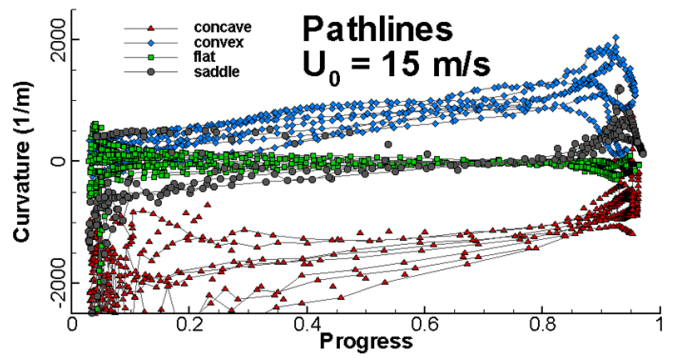 Pathlines
U₀ = 15 m/s
concave
convex
flat
saddle
Curvature (1/m)
2000
0
-2000
0 0.2 0.4 0.6 0.8 1
Progress